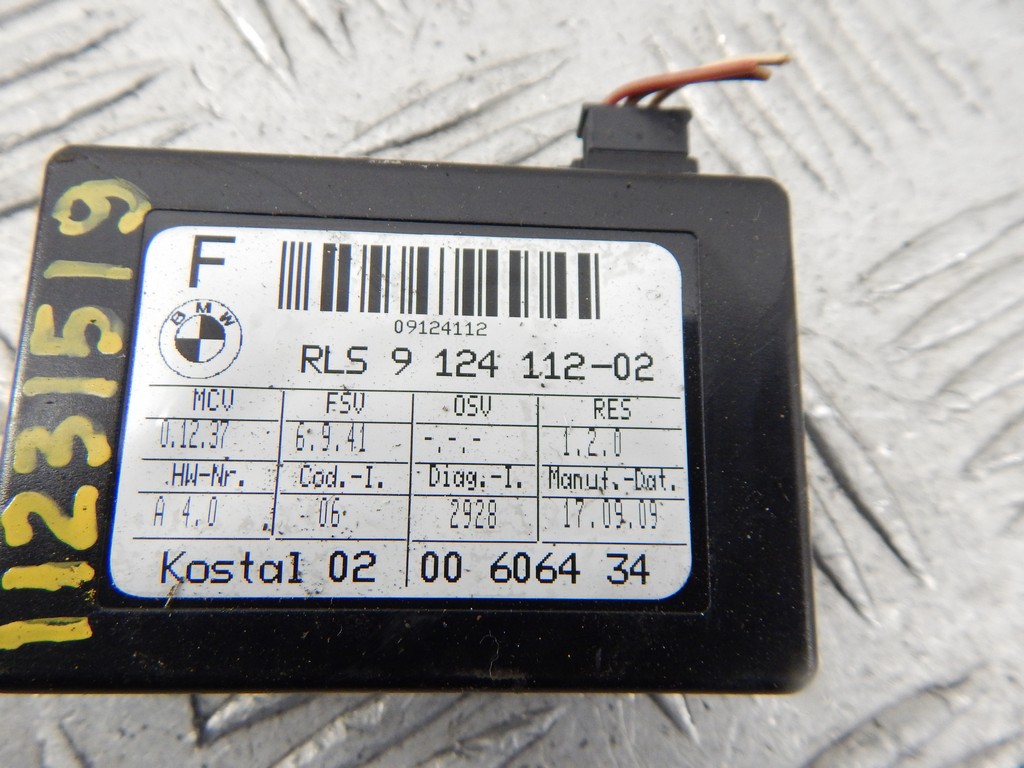 F
BMW
09124112
RLS 9 124 112-02
MCV FSV OSV RES
0.12.37 6.9.41 -.-.- 1.2.0
HW-Nr. Cod.-I. Diag.-I. Manuf.-Dat.
A 4.0 06 2928 17.09.09
Kostal 02 00 6064 34
11231519